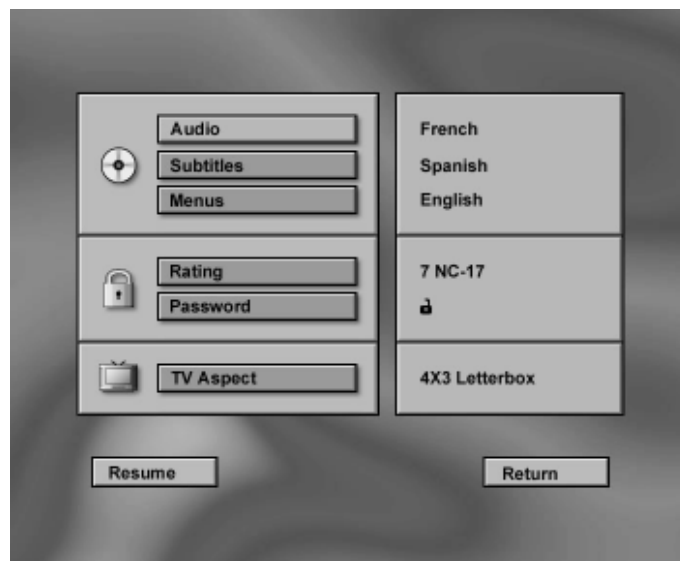 Audio French
Subtitles Spanish
Menus English
Rating 7 NC-17
Password
TV Aspect 4X3 Letterbox
Resume Return